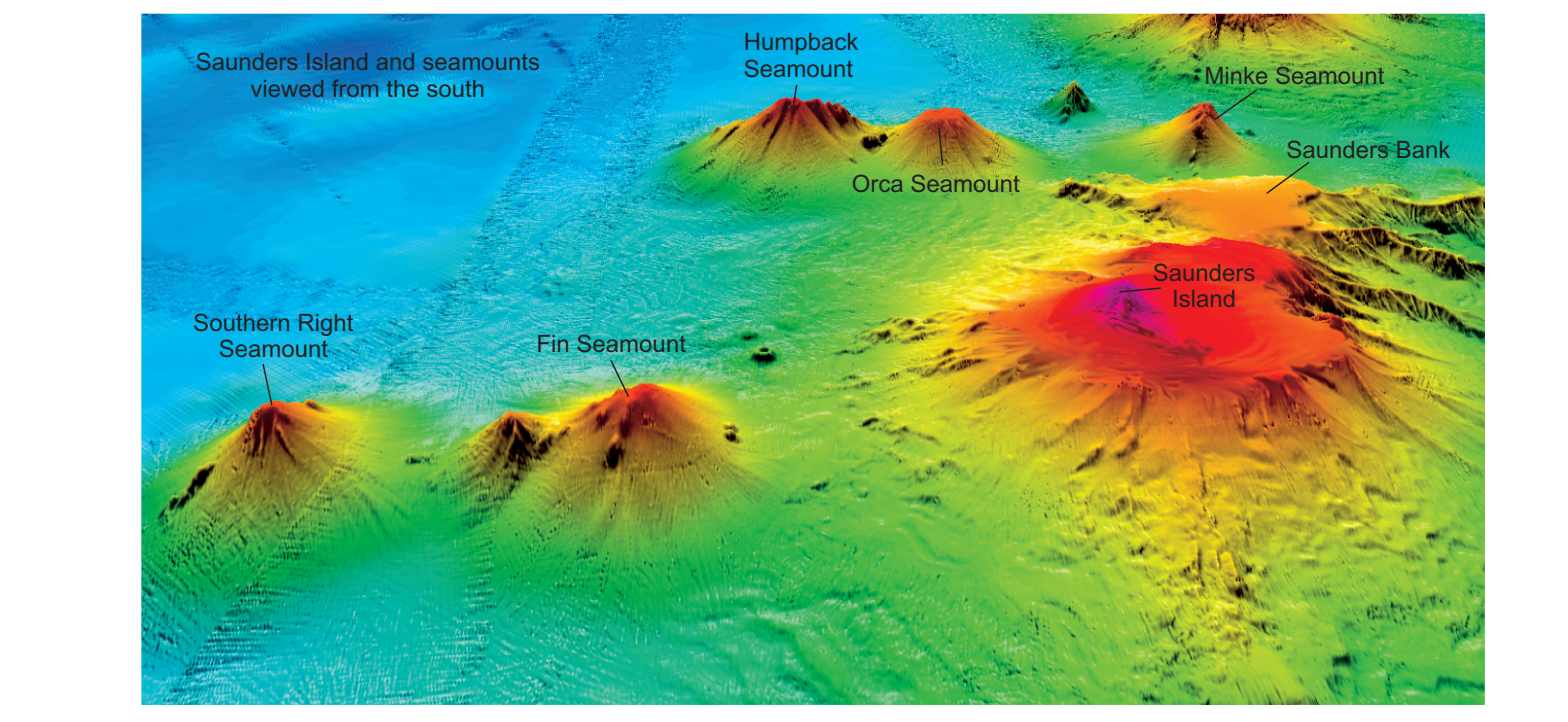 Saunders Island and seamounts
viewed from the south
Humpback
Seamount
Minke Seamount
Saunders Bank
Orca Seamount
Saunders
Island
Southern Right
Seamount
Fin Seamount